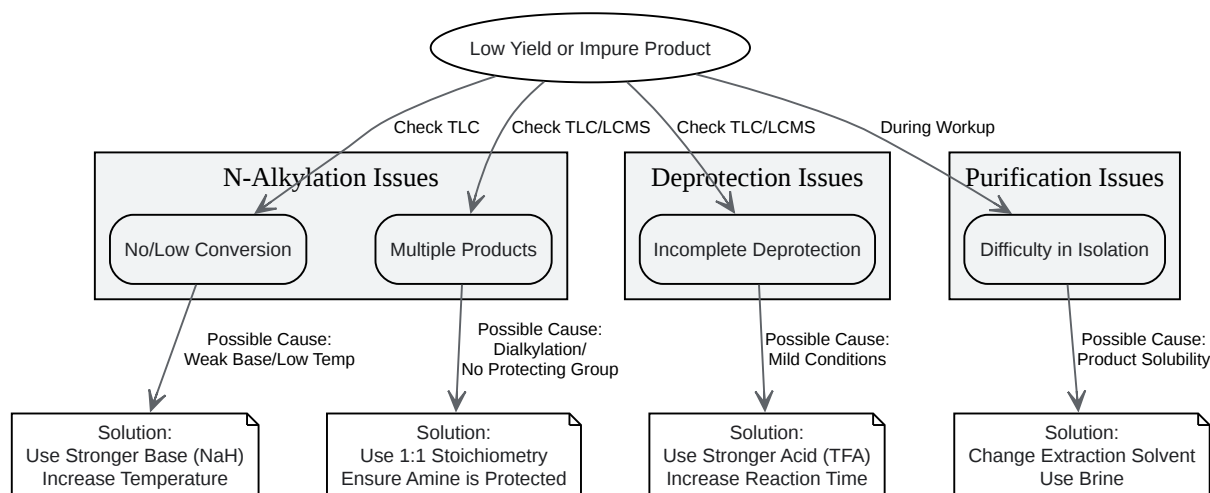 Low Yield or Impure Product
Check TLC
Check TLC/LCMS
Check TLC/LCMS
During Workup
N-Alkylation Issues
Deprotection Issues
Purification Issues
No/Low Conversion
Multiple Products
Incomplete Deprotection
Difficulty in Isolation
Possible Cause:
Weak Base/Low Temp
Possible Cause:
Dialkylation/
No Protecting Group
Possible Cause:
Mild Conditions
Possible Cause:
Product Solubility
Solution:
Use Stronger Base (NaH)
Increase Temperature
Solution:
Use 1:1 Stoichiometry
Ensure Amine is Protected
Solution:
Use Stronger Acid (TFA)
Increase Reaction Time
Solution:
Change Extraction Solvent
Use Brine